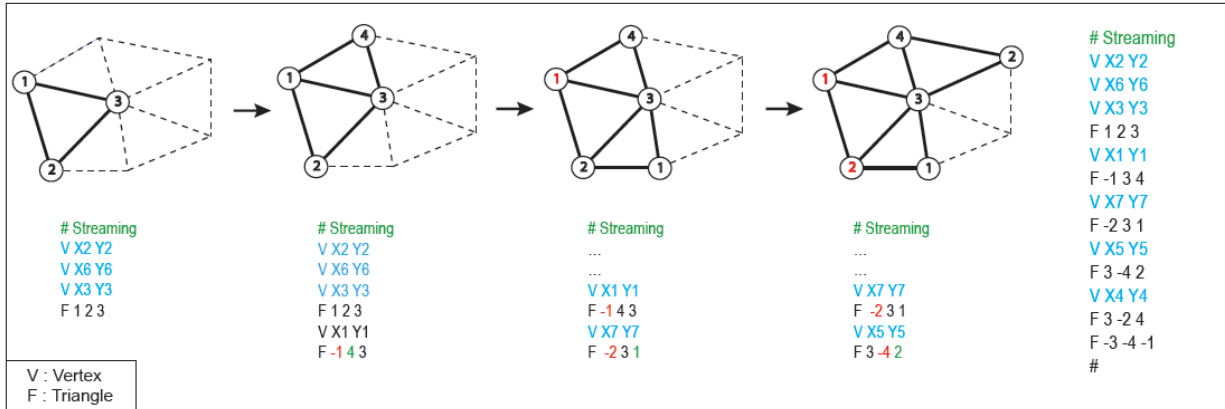 1
2
3
# Streaming
V X2 Y2
V X6 Y6
V X3 Y3
F 1 2 3
4
1
3
2
# Streaming
V X2 Y2
V X6 Y6
V X3 Y3
F 1 2 3
V X1 Y1
F -1 4 3
4
1
3
2
1
# Streaming
...
...
V X1 Y1
F -1 4 3
V X7 Y7
F -2 3 1
4
2
1
3
2
1
# Streaming
...
...
V X7 Y7
F -2 3 1
V X5 Y5
F 3 -4 2
# Streaming
V X2 Y2
V X6 Y6
V X3 Y3
F 1 2 3
V X1 Y1
F -1 3 4
V X7 Y7
F -2 3 1
V X5 Y5
F 3 -4 2
V X4 Y4
F 3 -2 4
F -3 -4 -1
#
V : Vertex
F : Triangle